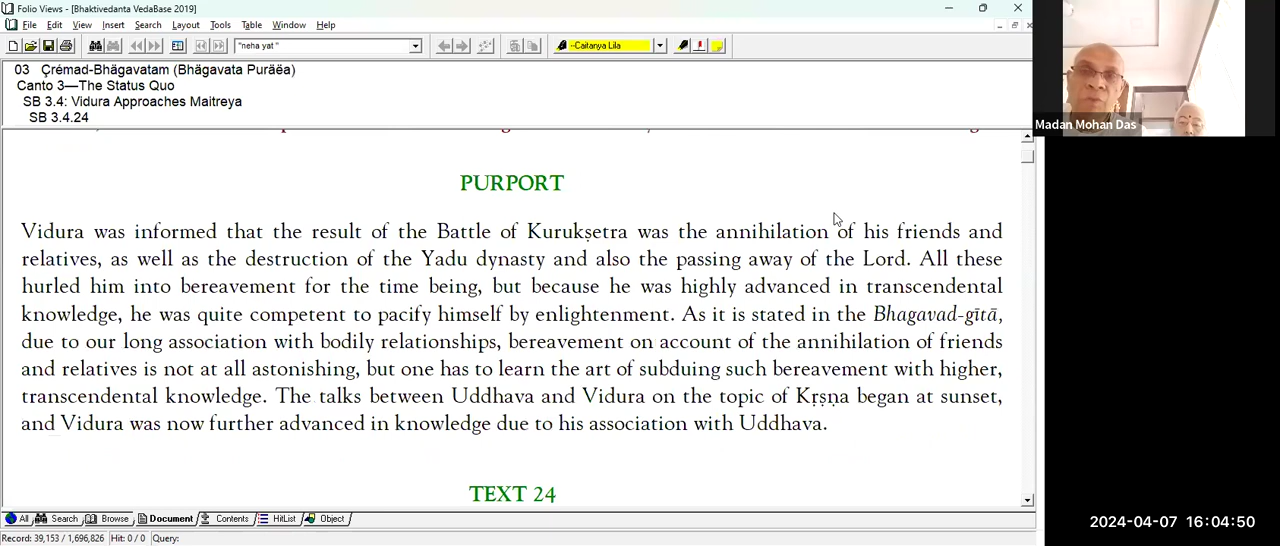 Folio Views - [Bhaktivedanta VedaBase 2019]
File Edit View Insert Search Layout Tools Table Window Help
"neha yat "
--Caitanya Lila
03 Çrémad-Bhägavatam (Bhägavata Puräëa)
Canto 3—The Status Quo
SB 3.4: Vidura Approaches Maitreya
SB 3.4.24
Madan Mohan Das
PURPORT
Vidura was informed that the result of the Battle of Kurukṣetra was the annihilation of his friends and
relatives, as well as the destruction of the Yadu dynasty and also the passing away of the Lord. All these
hurled him into bereavement for the time being, but because he was highly advanced in transcendental
knowledge, he was quite competent to pacify himself by enlightenment. As it is stated in the Bhagavad-gītā,
due to our long association with bodily relationships, bereavement on account of the annihilation of friends
and relatives is not at all astonishing, but one has to learn the art of subduing such bereavement with higher,
transcendental knowledge. The talks between Uddhava and Vidura on the topic of Kṛṣṇa began at sunset,
and Vidura was now further advanced in knowledge due to his association with Uddhava.
TEXT 24
All Search Browse Document Contents HitList Object
Record: 39,153 / 1,696,826 Hit: 0 / 0 Query:
2024-04-07 16:04:50